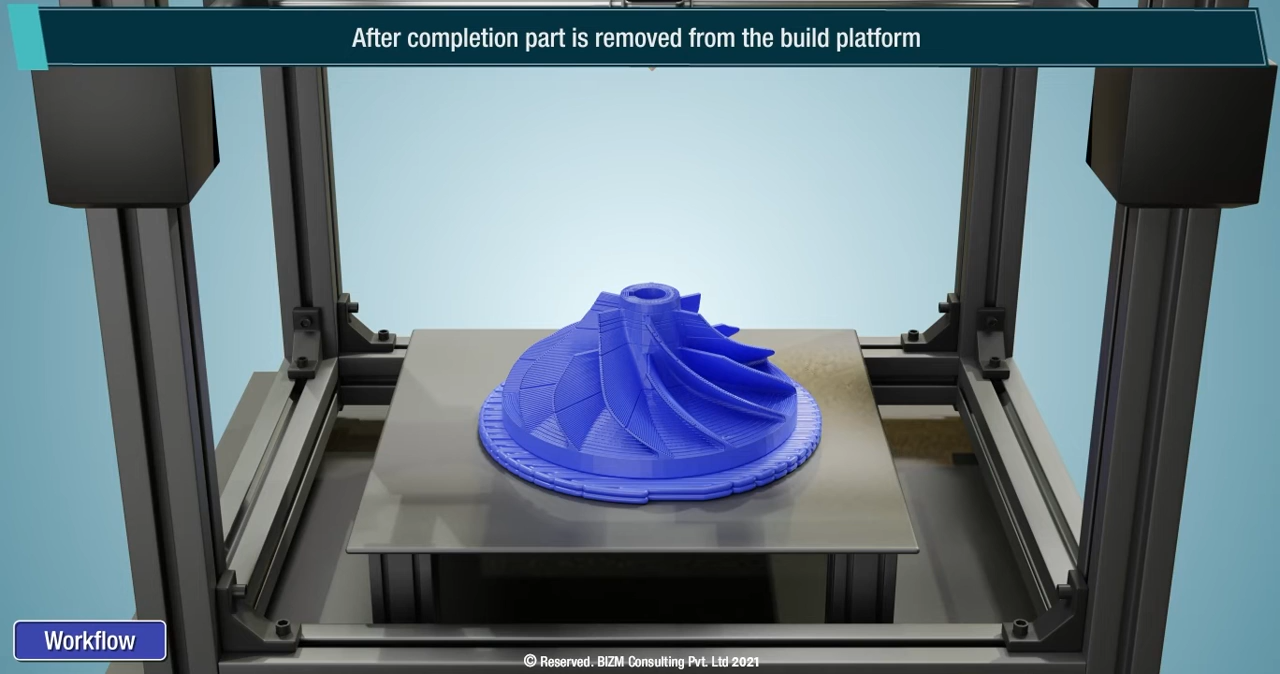 After completion part is removed from the build platform
Workflow
© Reserved. BIZM Consulting Pvt. Ltd 2021